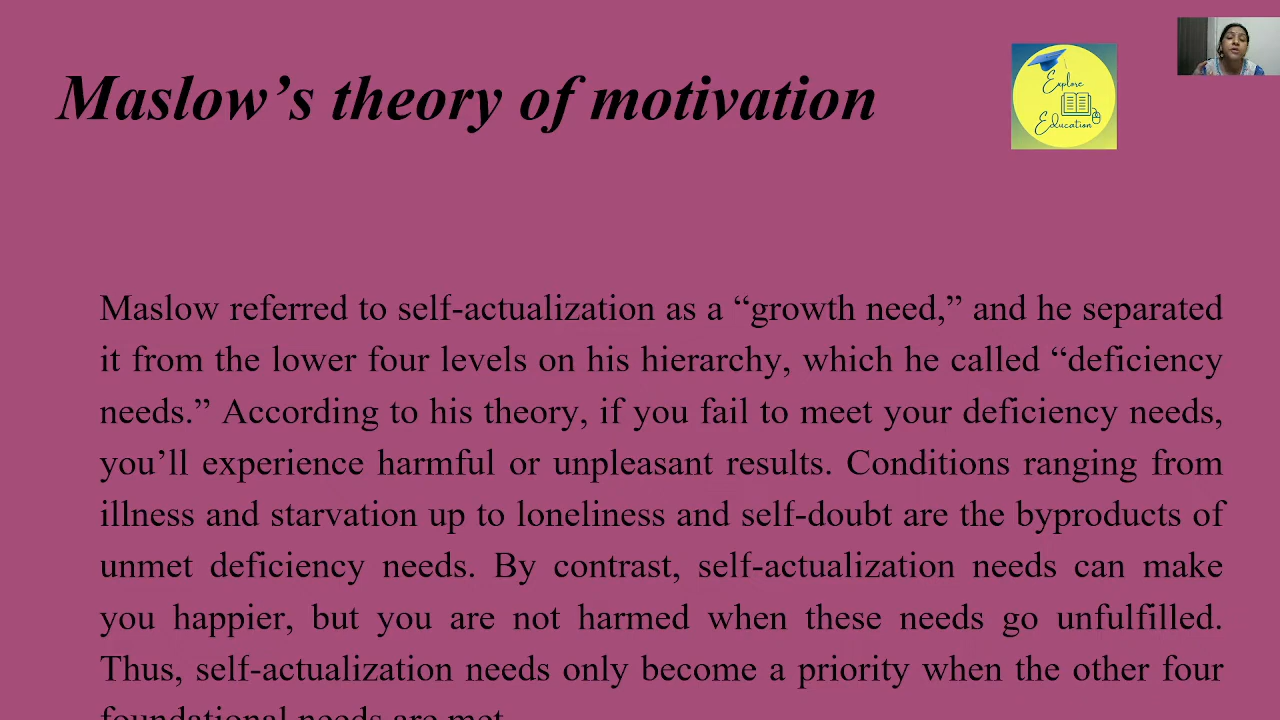 Maslow’s theory of motivation
Explore
Education
Maslow referred to self-actualization as a “growth need,” and he separated
it from the lower four levels on his hierarchy, which he called “deficiency
needs.” According to his theory, if you fail to meet your deficiency needs,
you’ll experience harmful or unpleasant results. Conditions ranging from
illness and starvation up to loneliness and self-doubt are the byproducts of
unmet deficiency needs. By contrast, self-actualization needs can make
you happier, but you are not harmed when these needs go unfulfilled.
Thus, self-actualization needs only become a priority when the other four
foundational needs are met.